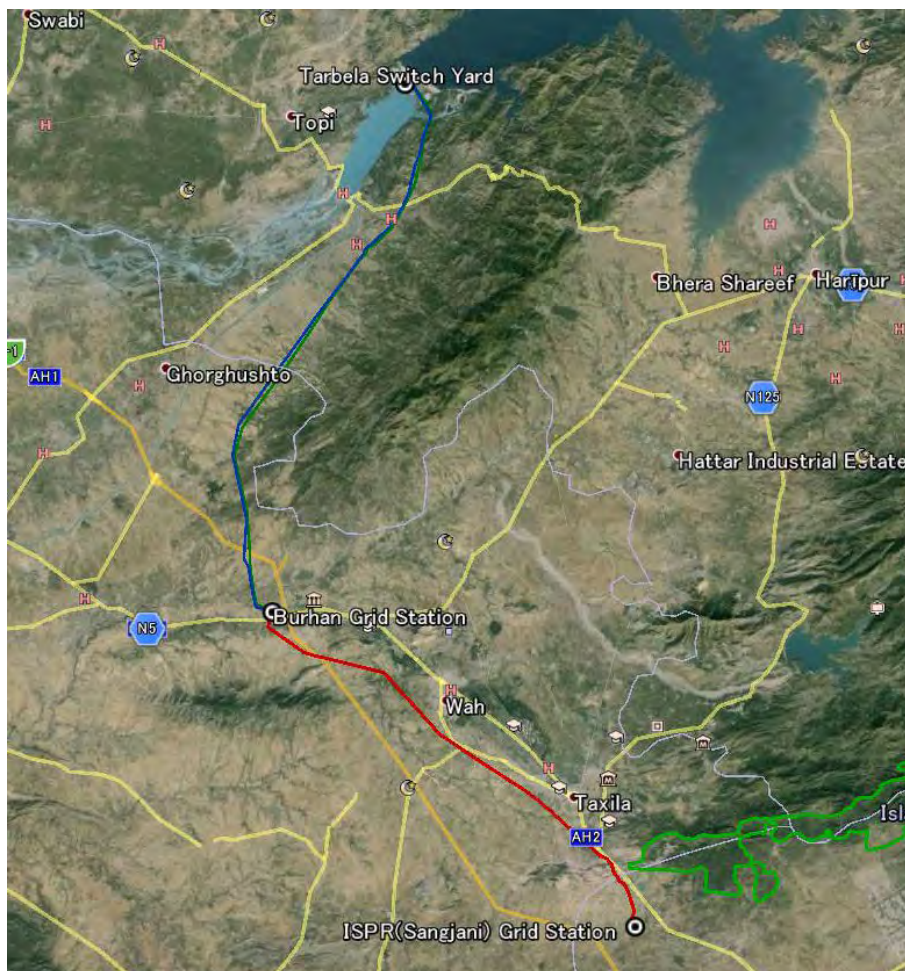 Swabi
H
Tarbela Switch Yard
Topi
H
H
H
H
H
H
Bhera Shareef
Haripur
H
H
H
H
AH1
Ghorghushto
H
H
N125
H
Hattar Industrial Estate
H
Burhan Grid Station
N5
H
Wah
H
Taxila
AH2
Isla
ISPR(Sangjani) Grid Station